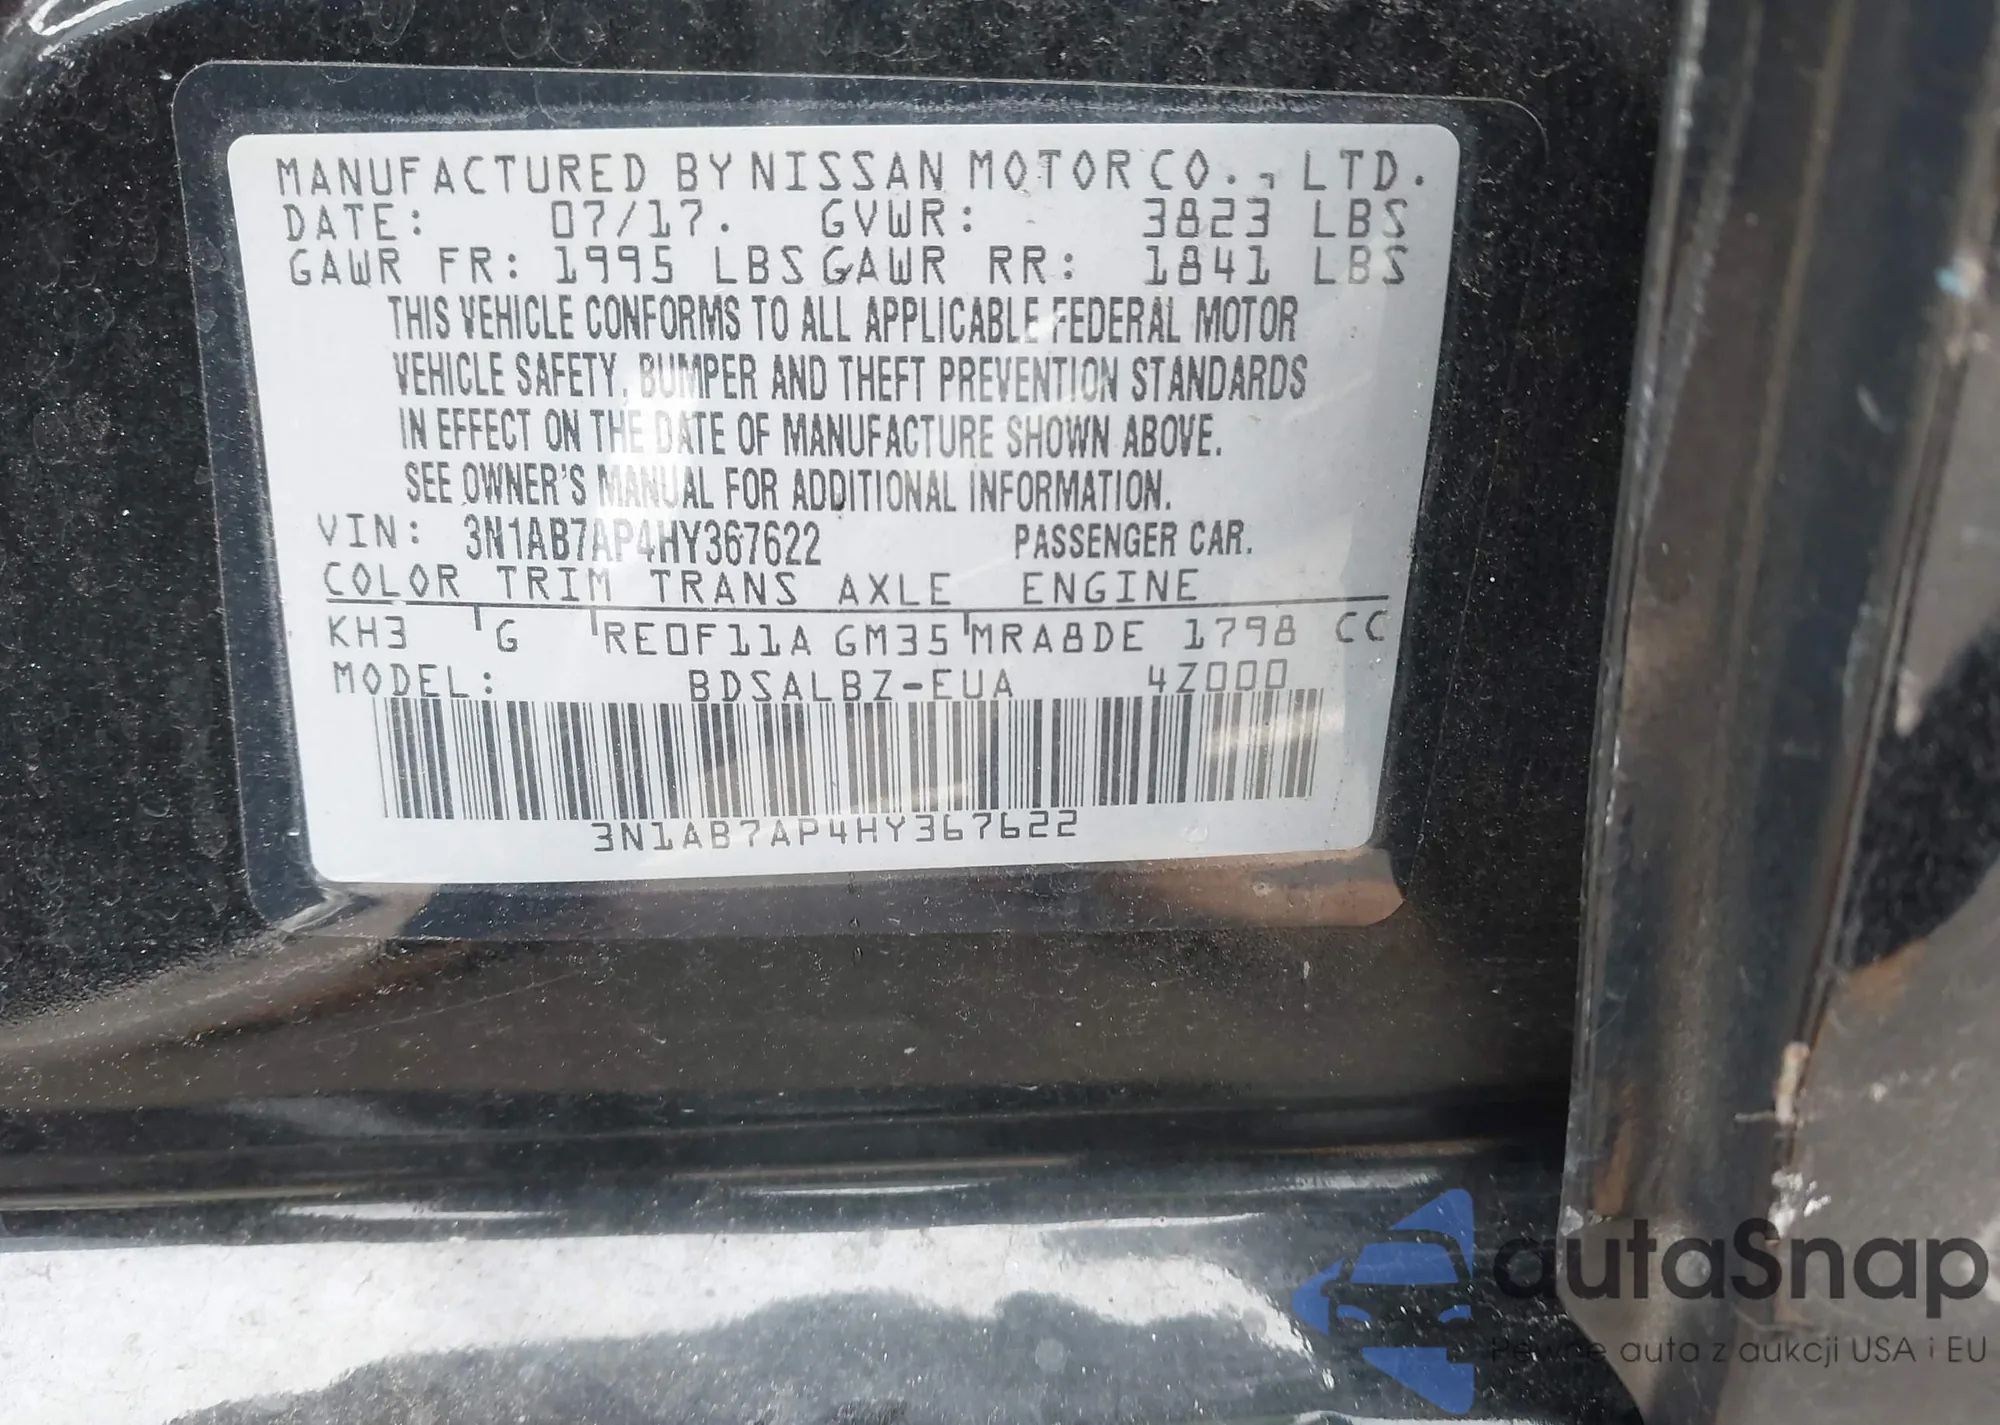 MANUFACTURED BY NISSAN MOTOR CO., LTD.
DATE: 07/17. GVWR: 3823 LBS
GAWR FR: 1995 LBS GAWR RR: 1841 LBS
THIS VEHICLE CONFORMS TO ALL APPLICABLE FEDERAL MOTOR
VEHICLE SAFETY, BUMPER AND THEFT PREVENTION STANDARDS
IN EFFECT ON THE DATE OF MANUFACTURE SHOWN ABOVE.
SEE OWNER'S MANUAL FOR ADDITIONAL INFORMATION.
VIN: 3N1AB7AP4HY367622 PASSENGER CAR.
COLOR TRIM TRANS AXLE ENGINE
KH3 G RE0F11A GM35 MRA8DE 1798 CC
MODEL: BDSALBZ-EUA 4Z000
3N1AB7AP4HY367622
autaSnap
Pewne auta z aukcji USA i EU